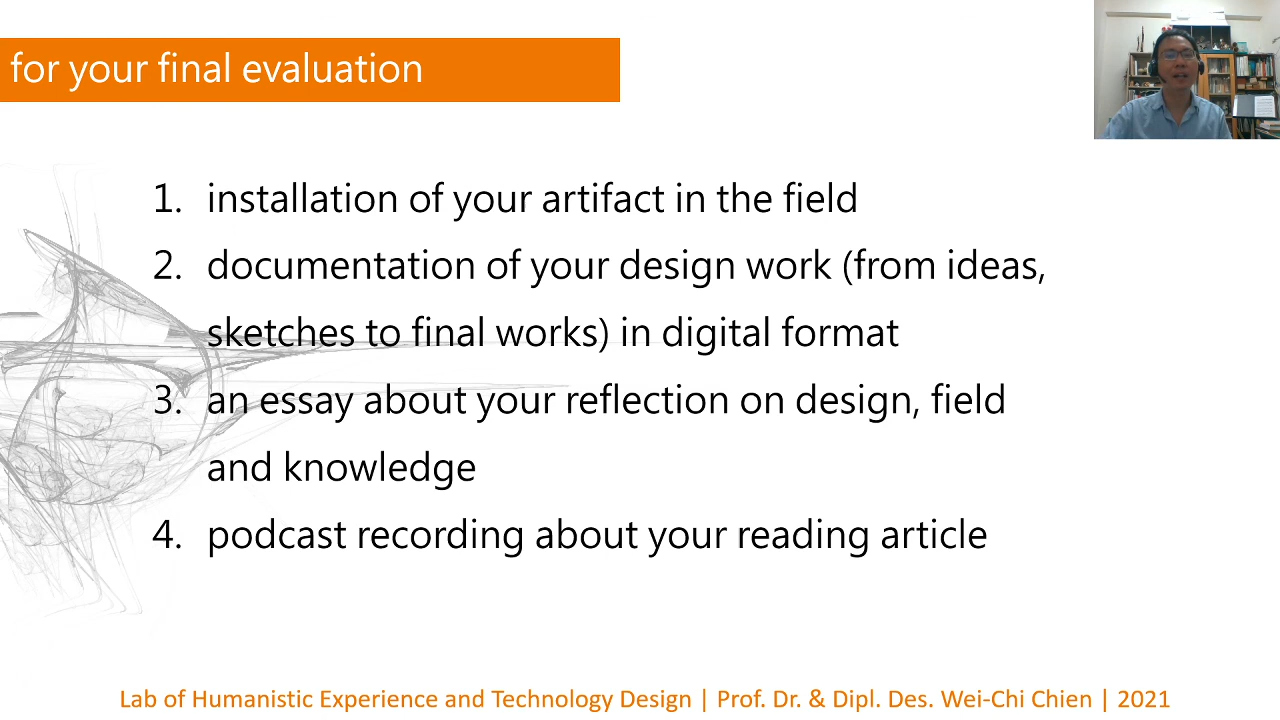 for your final evaluation
1. installation of your artifact in the field
2. documentation of your design work (from ideas,
sketches to final works) in digital format
3. an essay about your reflection on design, field
and knowledge
4. podcast recording about your reading article
Lab of Humanistic Experience and Technology Design | Prof. Dr. & Dipl. Des. Wei-Chi Chien | 2021